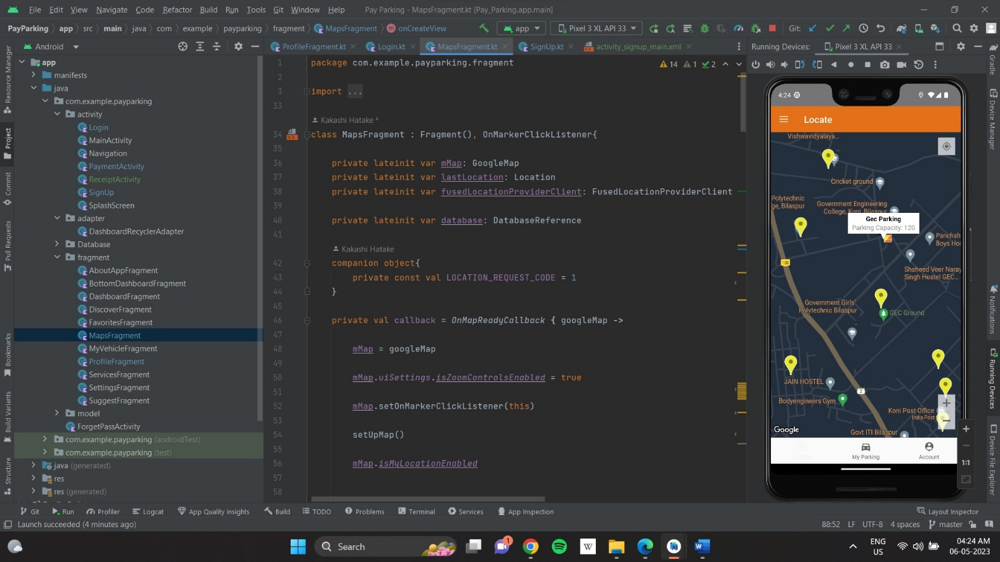 File Edit View Navigate Code Refactor Build Run Tools Git Window Help Pay Parking - MapsFragment.kt [Pay_Parking.app.main]
PayParking app src main java com example payparking fragment MapsFragment onCreateView app Pixel 3 XL API 33 Git:
Android
ProfileFragment.kt Login.kt MapsFragment.kt SignUp.kt activity_signup_main.xml
Running Devices: Pixel 3 XL API 33
Resource Manager
Project
Commit
Pull Requests
Bookmarks
Build Variants
Structure
app
manifests
java
com.example.payparking
activity
Login
MainActivity
Navigation
PaymentActivity
ReceiptActivity
SignUp
SplashScreen
adapter
DashboardRecyclerAdapter
Database
fragment
AboutAppFragment
BottomDashboardFragment
DashboardFragment
DiscoverFragment
FavoritesFragment
MapsFragment
MyVehicleFragment
ProfileFragment
ServicesFragment
SettingsFragment
SuggestFragment
model
ForgetPassActivity
com.example.payparking (androidTest)
com.example.payparking (test)
java (generated)
res
res (generated)
14 1 2
1 package com.example.payparking.fragment
2
3 import ...
33
Kakashi Hatake *
34 class MapsFragment : Fragment(), OnMarkerClickListener{
35
36 private lateinit var mMap: GoogleMap
37 private lateinit var lastLocation: Location
38 private lateinit var fusedLocationProviderClient: FusedLocationProviderClient
39
40 private lateinit var database: DatabaseReference
41
Kakashi Hatake
42 companion object{
43 private const val LOCATION_REQUEST_CODE = 1
44 }
45
46 private val callback = OnMapReadyCallback { googleMap ->
47
48 mMap = googleMap
49
50 mMap.uiSettings.isZoomControlsEnabled = true
51
52 mMap.setOnMarkerClickListener(this)
53
54 setUpMap()
55
56 mMap.isMyLocationEnabled
57
58
4:24
Locate
Vishwavidyalaya...
Cricket ground
Polytechnic
ge, Bilaspur
Government Engineering
College, Koni, Bilaspur
Gec Parking
Parking Capacity: 120
Panchsh
Boys Hos
130
Shaheed Veer Naray
Singh Hostel GEC...
Government Girls'
Polytechnic Bilaspur
GEC Ground
JAIN HOSTEL
2
Bodyengineers Gym
Koni Post Office
India Post
Govt ITI Bilaspur
Google
My Parking
Account
1:1
Gradle
Device Manager
Notifications
Running Devices
Device File Explorer
Git Run Profiler Logcat App Quality Insights Build TODO Problems Terminal Services App Inspection Layout Inspector
Launch succeeded (4 minutes ago) 88:52 LF UTF-8 4 spaces master
Search 1 W W
ENG
US
04:24 AM
06-05-2023